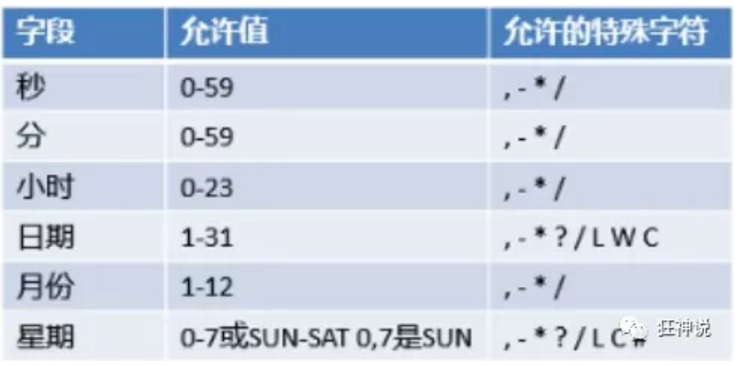 字段 允许值 允许的特殊字符
秒 0-59 , - * /
分 0-59 , - * /
小时 0-23 , - * /
日期 1-31 , - * ? / L W C
月份 1-12 , - * /
星期 0-7或SUN-SAT 0,7是SUN , - * ? / L C #
狂神说